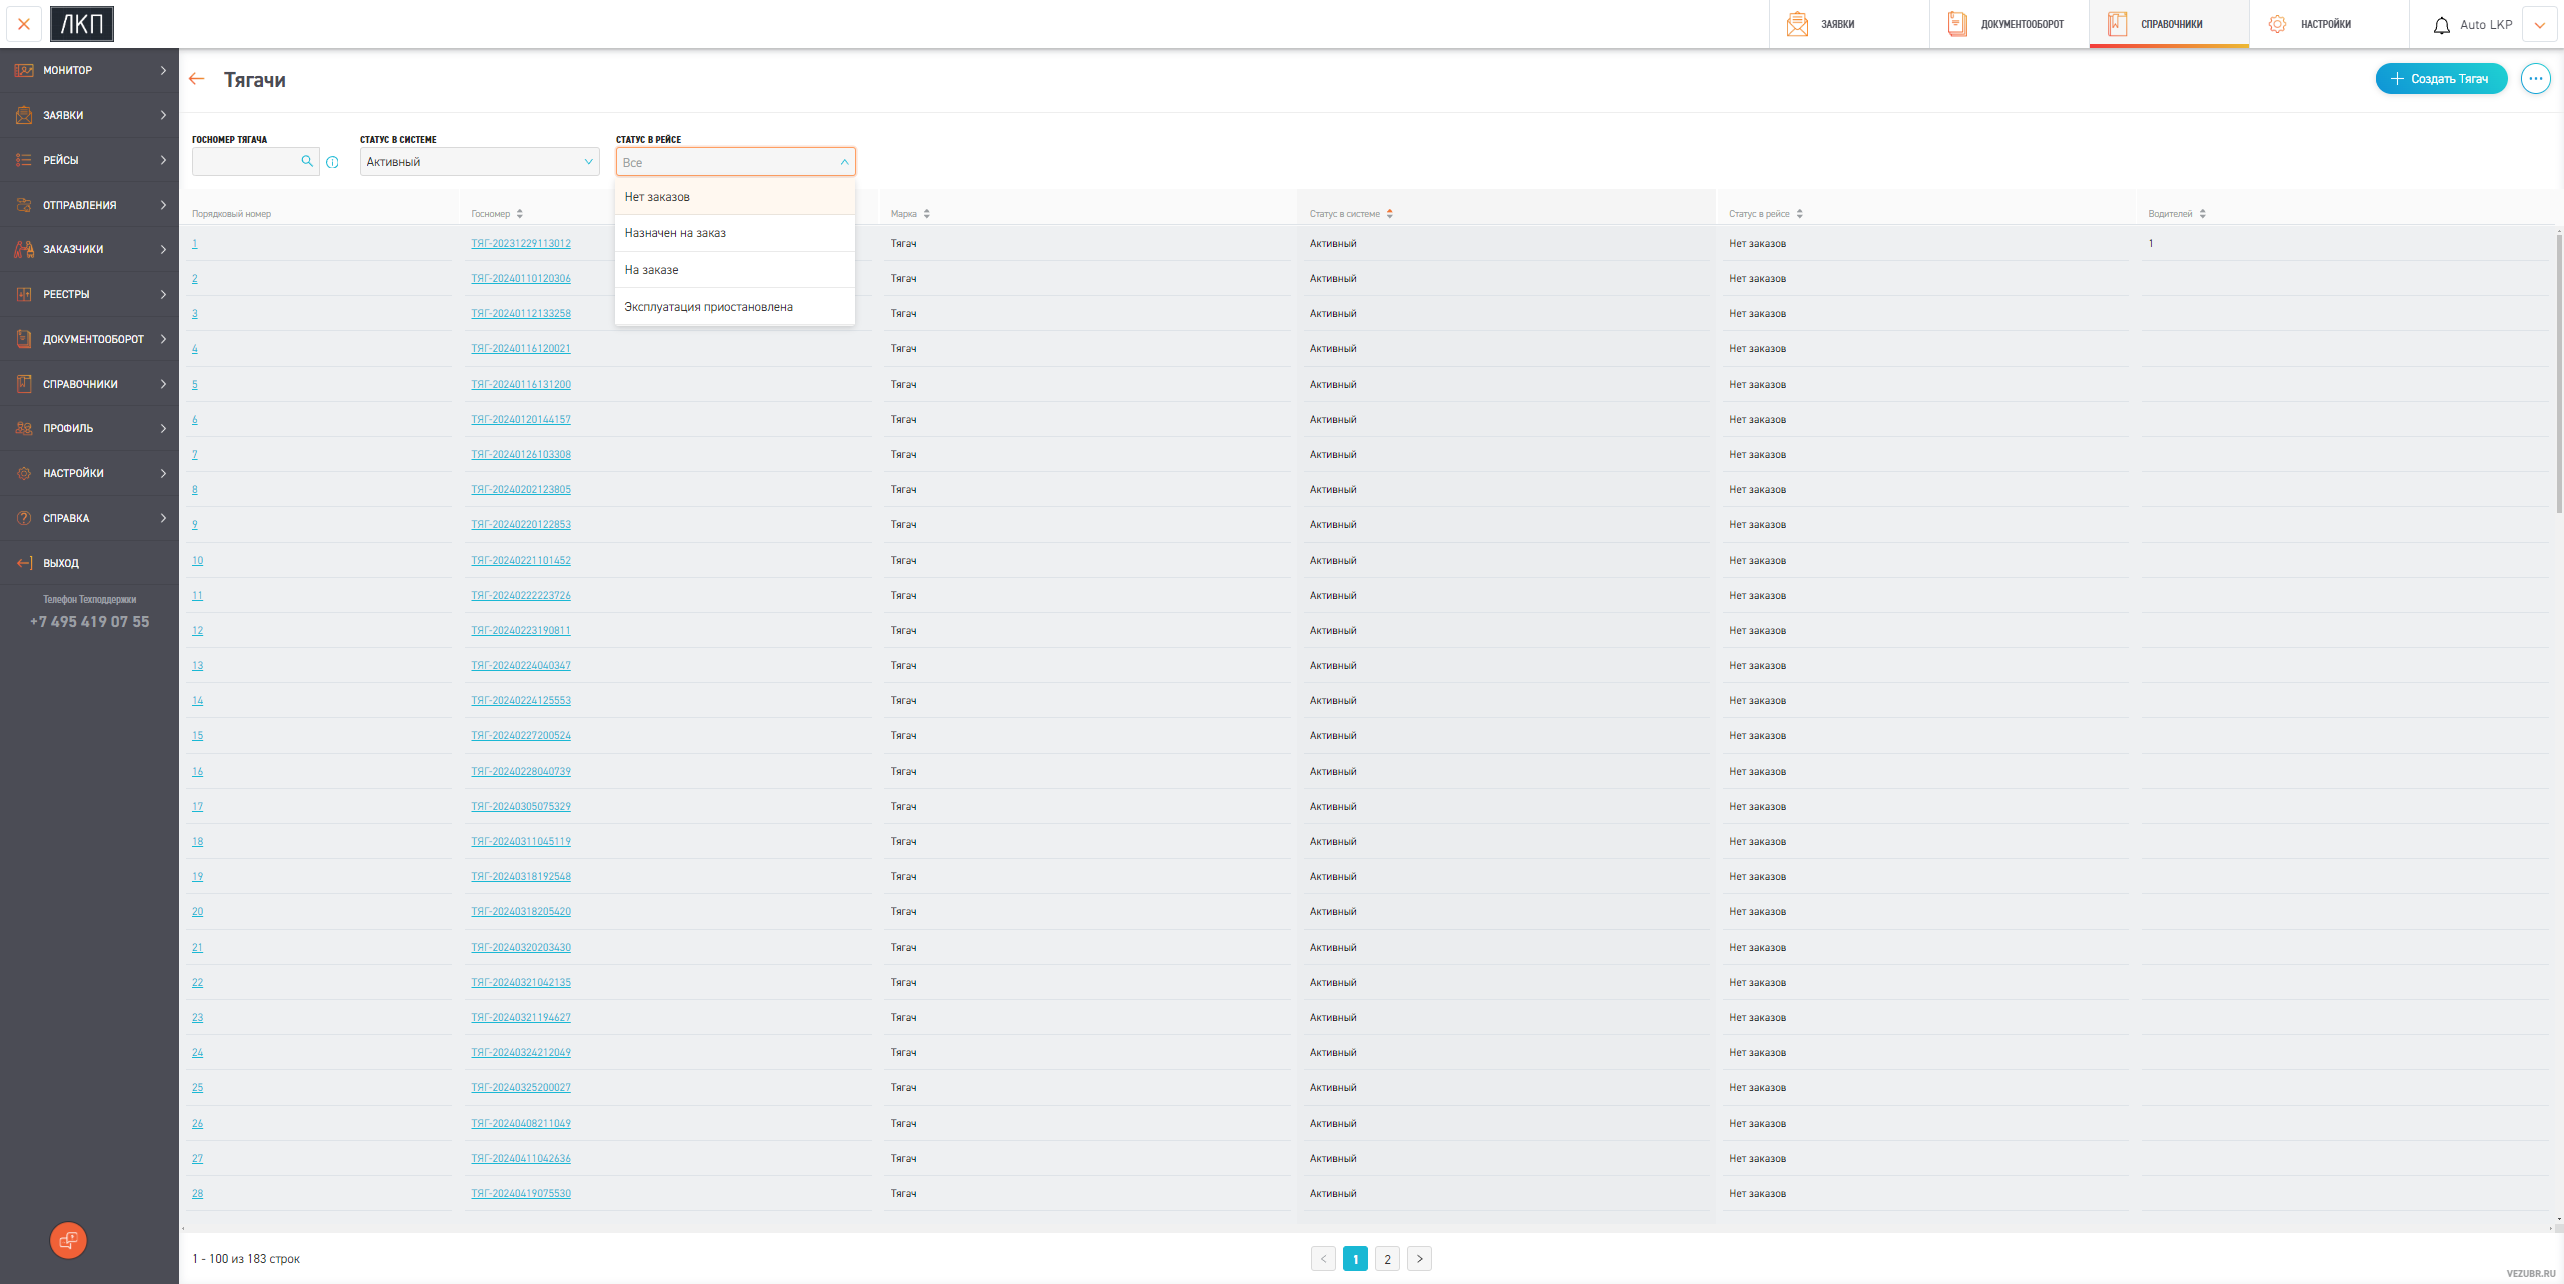 ЛКП
ЗАЯВКИ
ДОКУМЕНТООБОРОТ
СПРАВОЧНИКИ
НАСТРОЙКИ
Auto LKP
МОНИТОР
ЗАЯВКИ
РЕЙСЫ
ОТПРАВЛЕНИЯ
ЗАКАЗЧИКИ
РЕЕСТРЫ
ДОКУМЕНТООБОРОТ
СПРАВОЧНИКИ
ПРОФИЛЬ
НАСТРОЙКИ
СПРАВКА
ВЫХОД
Телефон Техподдержки
+7 495 419 07 55
Тягачи
+ Создать Тягач
ГОСНОМЕР ТЯГАЧА
СТАТУС В СИСТЕМЕ
Активный
СТАТУС В РЕЙСЕ
Все
Нет заказов
Назначен на заказ
На заказе
Эксплуатация приостановлена
Порядковый номер Госномер Марка Статус в системе Статус в рейсе Водителей
1 ТЯГ-20231229113012 Тягач Активный Нет заказов 1
2 ТЯГ-20240110120306 Тягач Активный Нет заказов
3 ТЯГ-20240112133258 Тягач Активный Нет заказов
4 ТЯГ-20240116120021 Тягач Активный Нет заказов
5 ТЯГ-20240116131200 Тягач Активный Нет заказов
6 ТЯГ-20240120144157 Тягач Активный Нет заказов
7 ТЯГ-20240126103308 Тягач Активный Нет заказов
8 ТЯГ-20240202123805 Тягач Активный Нет заказов
9 ТЯГ-20240220122853 Тягач Активный Нет заказов
10 ТЯГ-20240221101452 Тягач Активный Нет заказов
11 ТЯГ-20240222223726 Тягач Активный Нет заказов
12 ТЯГ-20240223190811 Тягач Активный Нет заказов
13 ТЯГ-20240224040347 Тягач Активный Нет заказов
14 ТЯГ-20240224125553 Тягач Активный Нет заказов
15 ТЯГ-20240227200524 Тягач Активный Нет заказов
16 ТЯГ-20240228040739 Тягач Активный Нет заказов
17 ТЯГ-20240305075329 Тягач Активный Нет заказов
18 ТЯГ-20240311045119 Тягач Активный Нет заказов
19 ТЯГ-20240318192548 Тягач Активный Нет заказов
20 ТЯГ-20240318205420 Тягач Активный Нет заказов
21 ТЯГ-20240320203430 Тягач Активный Нет заказов
22 ТЯГ-20240321042135 Тягач Активный Нет заказов
23 ТЯГ-20240321194627 Тягач Активный Нет заказов
24 ТЯГ-20240324212049 Тягач Активный Нет заказов
25 ТЯГ-20240325200027 Тягач Активный Нет заказов
26 ТЯГ-20240408211049 Тягач Активный Нет заказов
27 ТЯГ-20240411042636 Тягач Активный Нет заказов
28 ТЯГ-20240419075530 Тягач Активный Нет заказов
1 - 100 из 183 строк
< 1 2 >
VEZUBR.RU